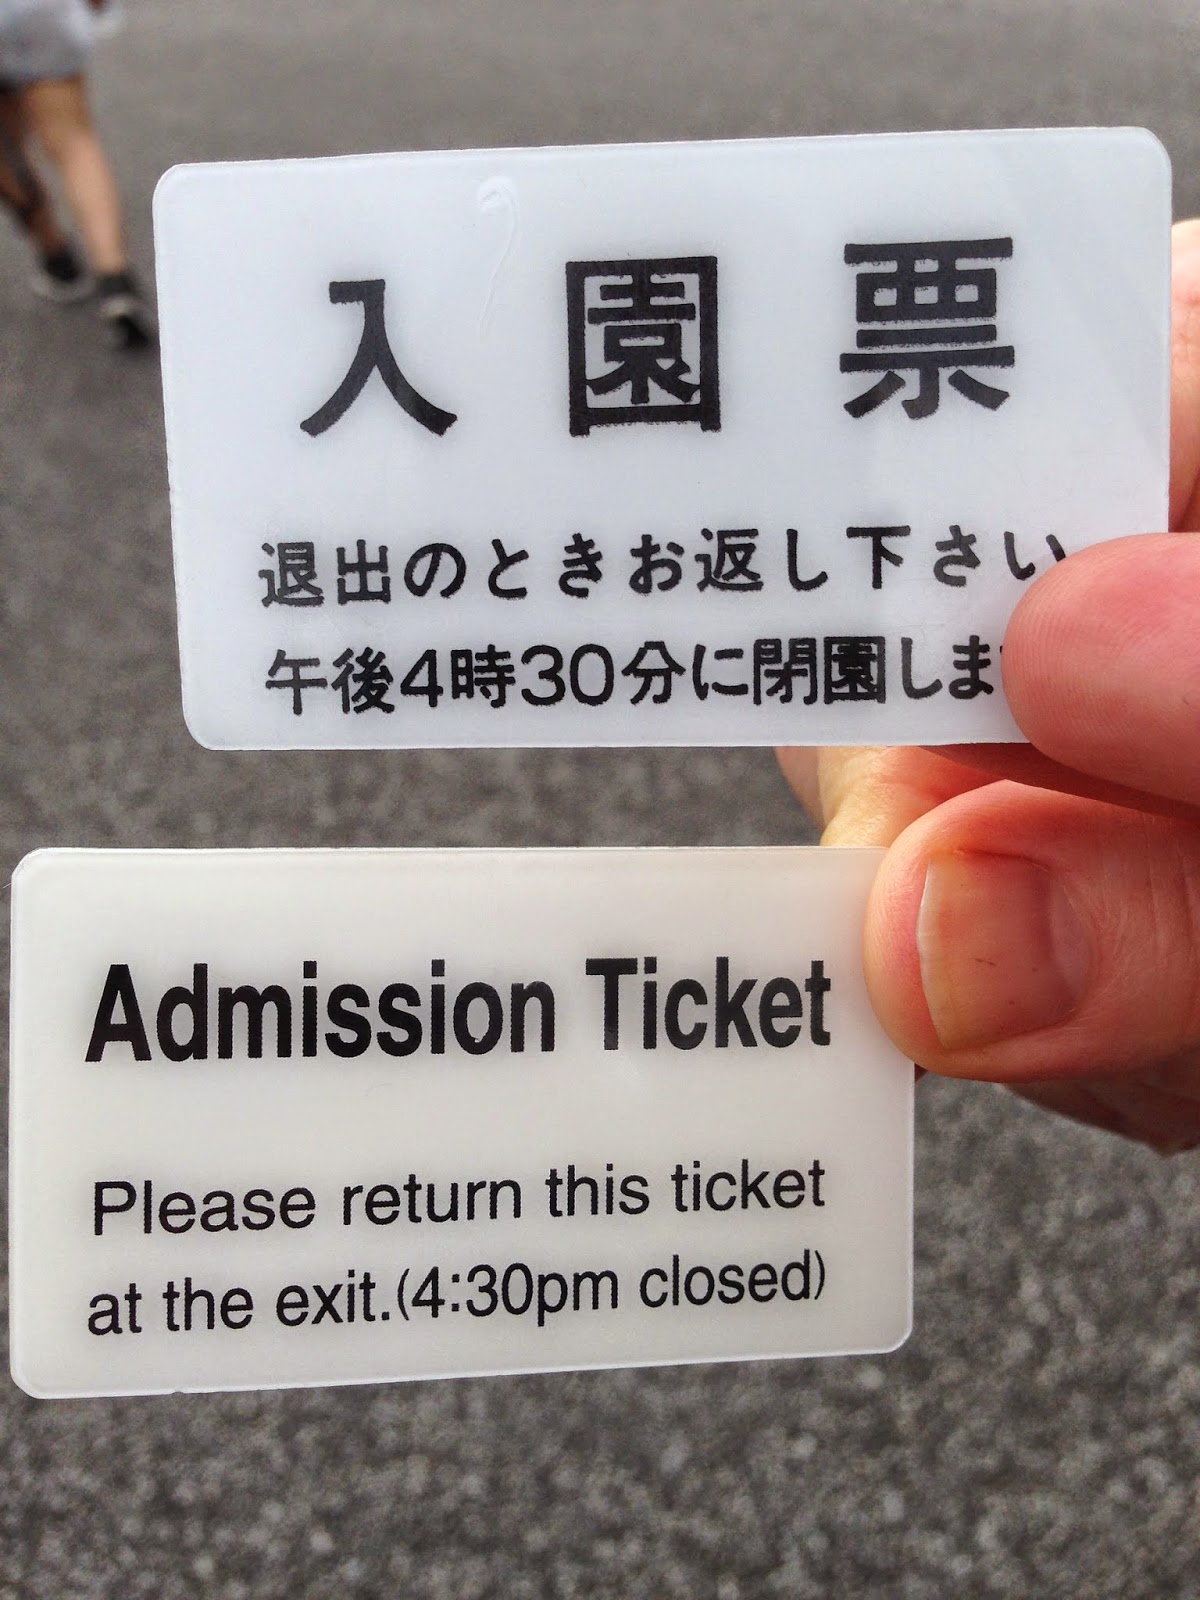 入園票
退出のときお返し下さい
午後4時30分に閉園しま
Admission Ticket
Please return this ticket
at the exit.(4:30pm closed)